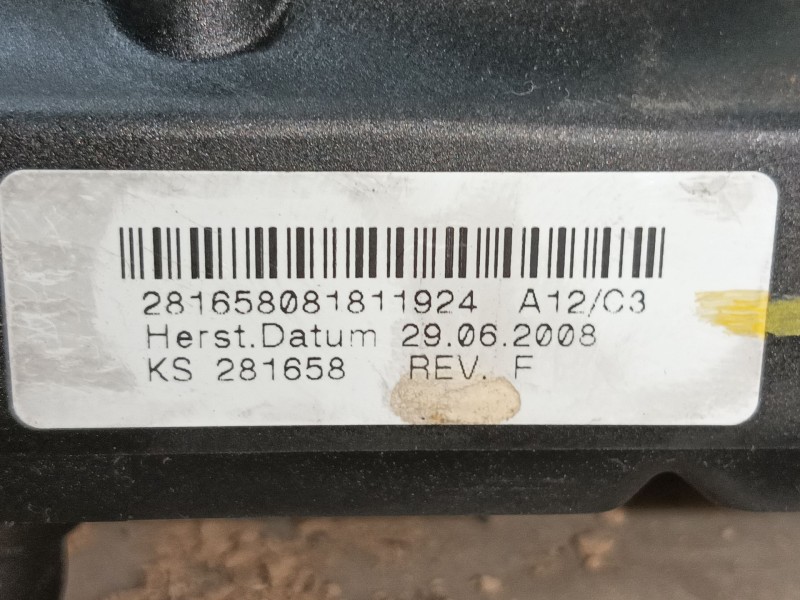 281658081811924 A12/C3
Herst.Datum 29.06.2008
KS 281658 REV. F